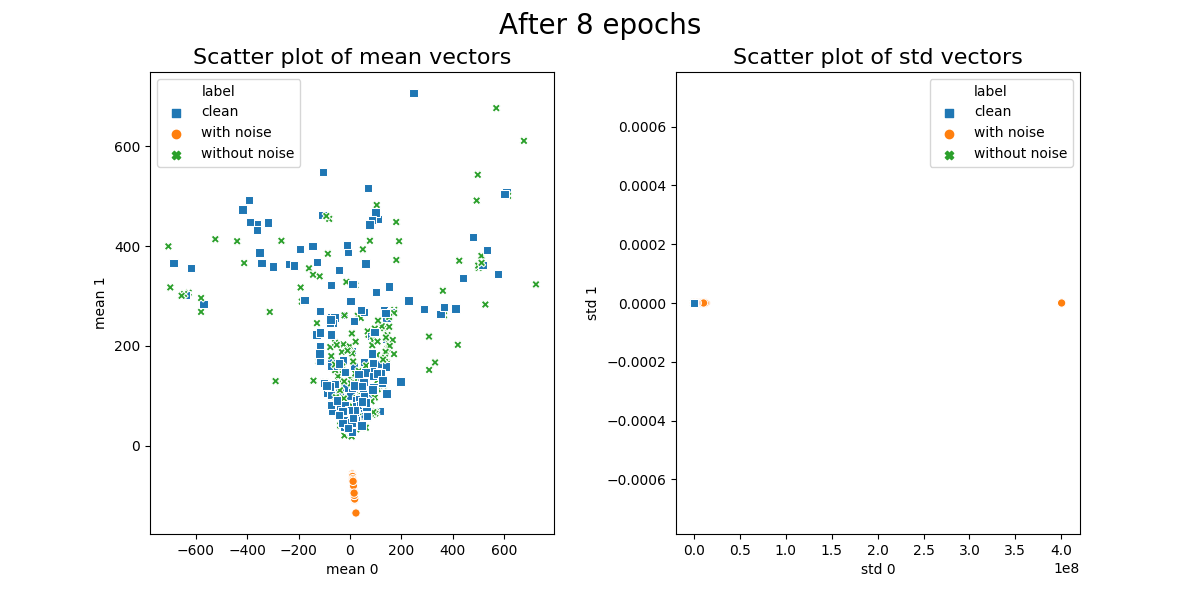 After 8 epochs
Scatter plot of mean vectors
label
clean
with noise
without noise
600
400
200
0
mean 1
−600
−400
−200
0
200
400
600
mean 0
Scatter plot of std vectors
label
clean
with noise
without noise
0.0006
0.0004
0.0002
0.0000
−0.0002
−0.0004
−0.0006
std 1
0.0
0.5
1.0
1.5
2.0
2.5
3.0
3.5
4.0
1e8
std 0